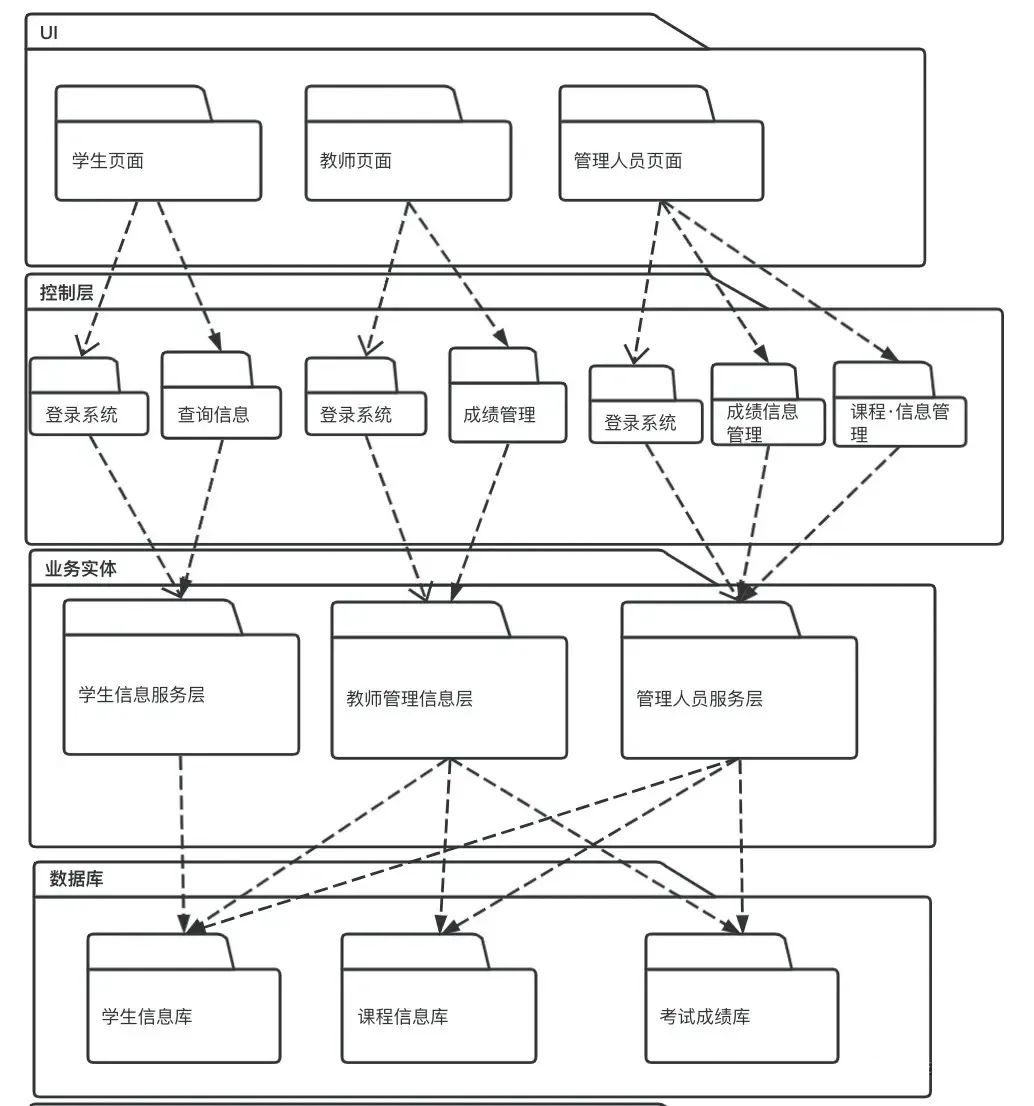 UI
学生页面
教师页面
管理人员页面
控制层
登录系统
查询信息
登录系统
成绩管理
登录系统
成绩信息
管理
课程·信息管
理
业务实体
学生信息服务层
教师管理信息层
管理人员服务层
数据库
学生信息库
课程信息库
考试成绩库